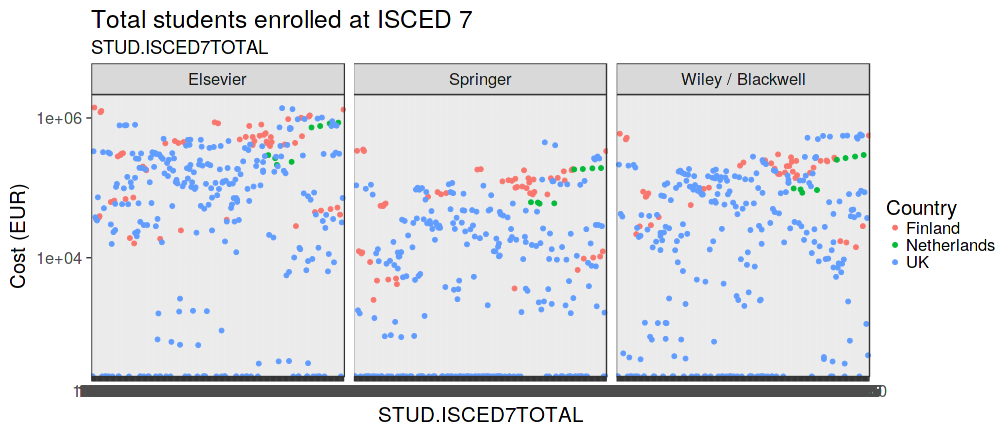 Total students enrolled at ISCED 7
STUD.ISCED7TOTAL
Elsevier
Springer
Wiley / Blackwell
1e+06
1e+04
Cost (EUR)
STUD.ISCED7TOTAL
Country
Finland
Netherlands
UK